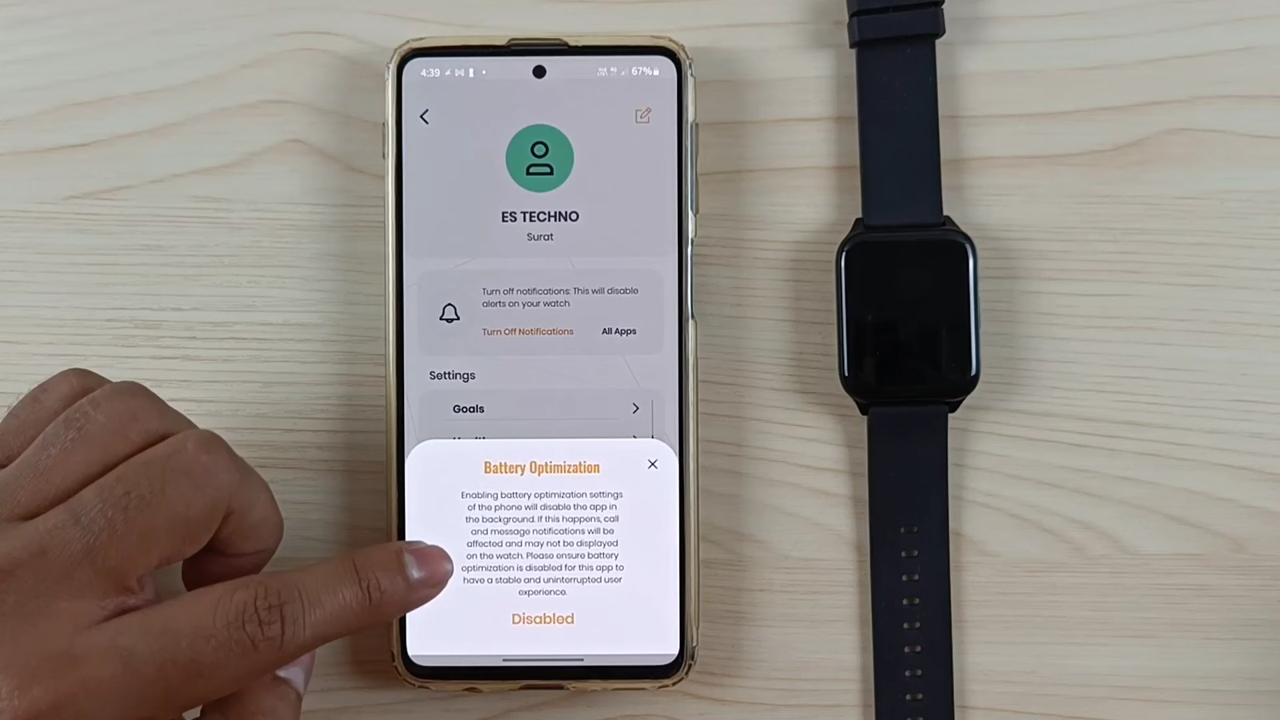 4:39
67%
ES TECHNO
Surat
Turn off notifications: This will disable
alerts on your watch
Turn Off Notifications
All Apps
Settings
Goals
Battery Optimization
Enabling battery optimization settings
of the phone will disable the app in
the background. If this happens, call
and message notifications will be
affected and may not be displayed
on the watch. Please ensure battery
optimization is disabled for this app to
have a stable and uninterrupted user
experience.
Disabled